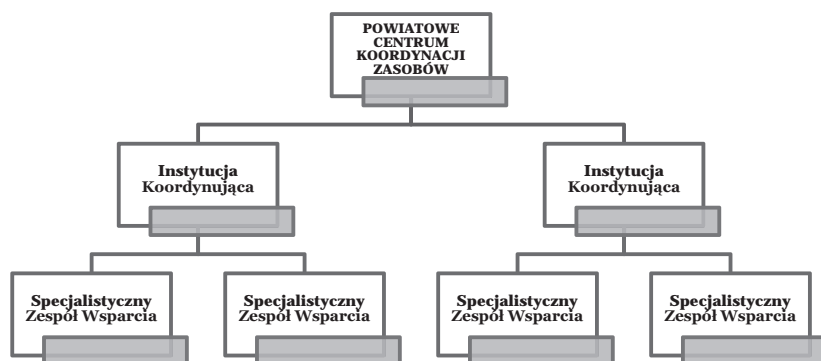 POWIATOWE
CENTRUM
KOORDYNACJI
ZASOBÓW
Instytucja
Koordynująca
Instytucja
Koordynująca
Specjalistyczny
Zespół Wsparcia
Specjalistyczny
Zespół Wsparcia
Specjalistyczny
Zespół Wsparcia
Specjalistyczny
Zespół Wsparcia